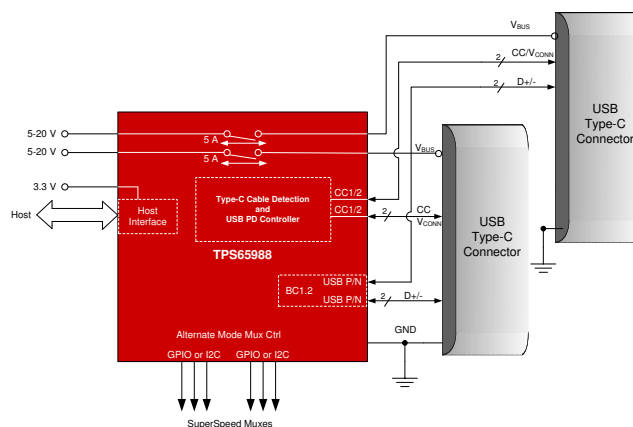 VBUS
CC/VCONN
2
D+/-
2
USB
Type-C
Connector
5-20 V
5 A
5-20 V
5 A
VBUS
3.3 V
Host
Host
Interface
Type-C Cable Detection
and
USB PD Controller
CC1/2
CC1/2
2
CC
VCONN
USB
Type-C
Connector
TPS65988
BC1.2
USB P/N
USB P/N
2
D+/-
Alternate Mode Mux Ctrl
GPIO or I2C
GPIO or I2C
GND
SuperSpeed Muxes